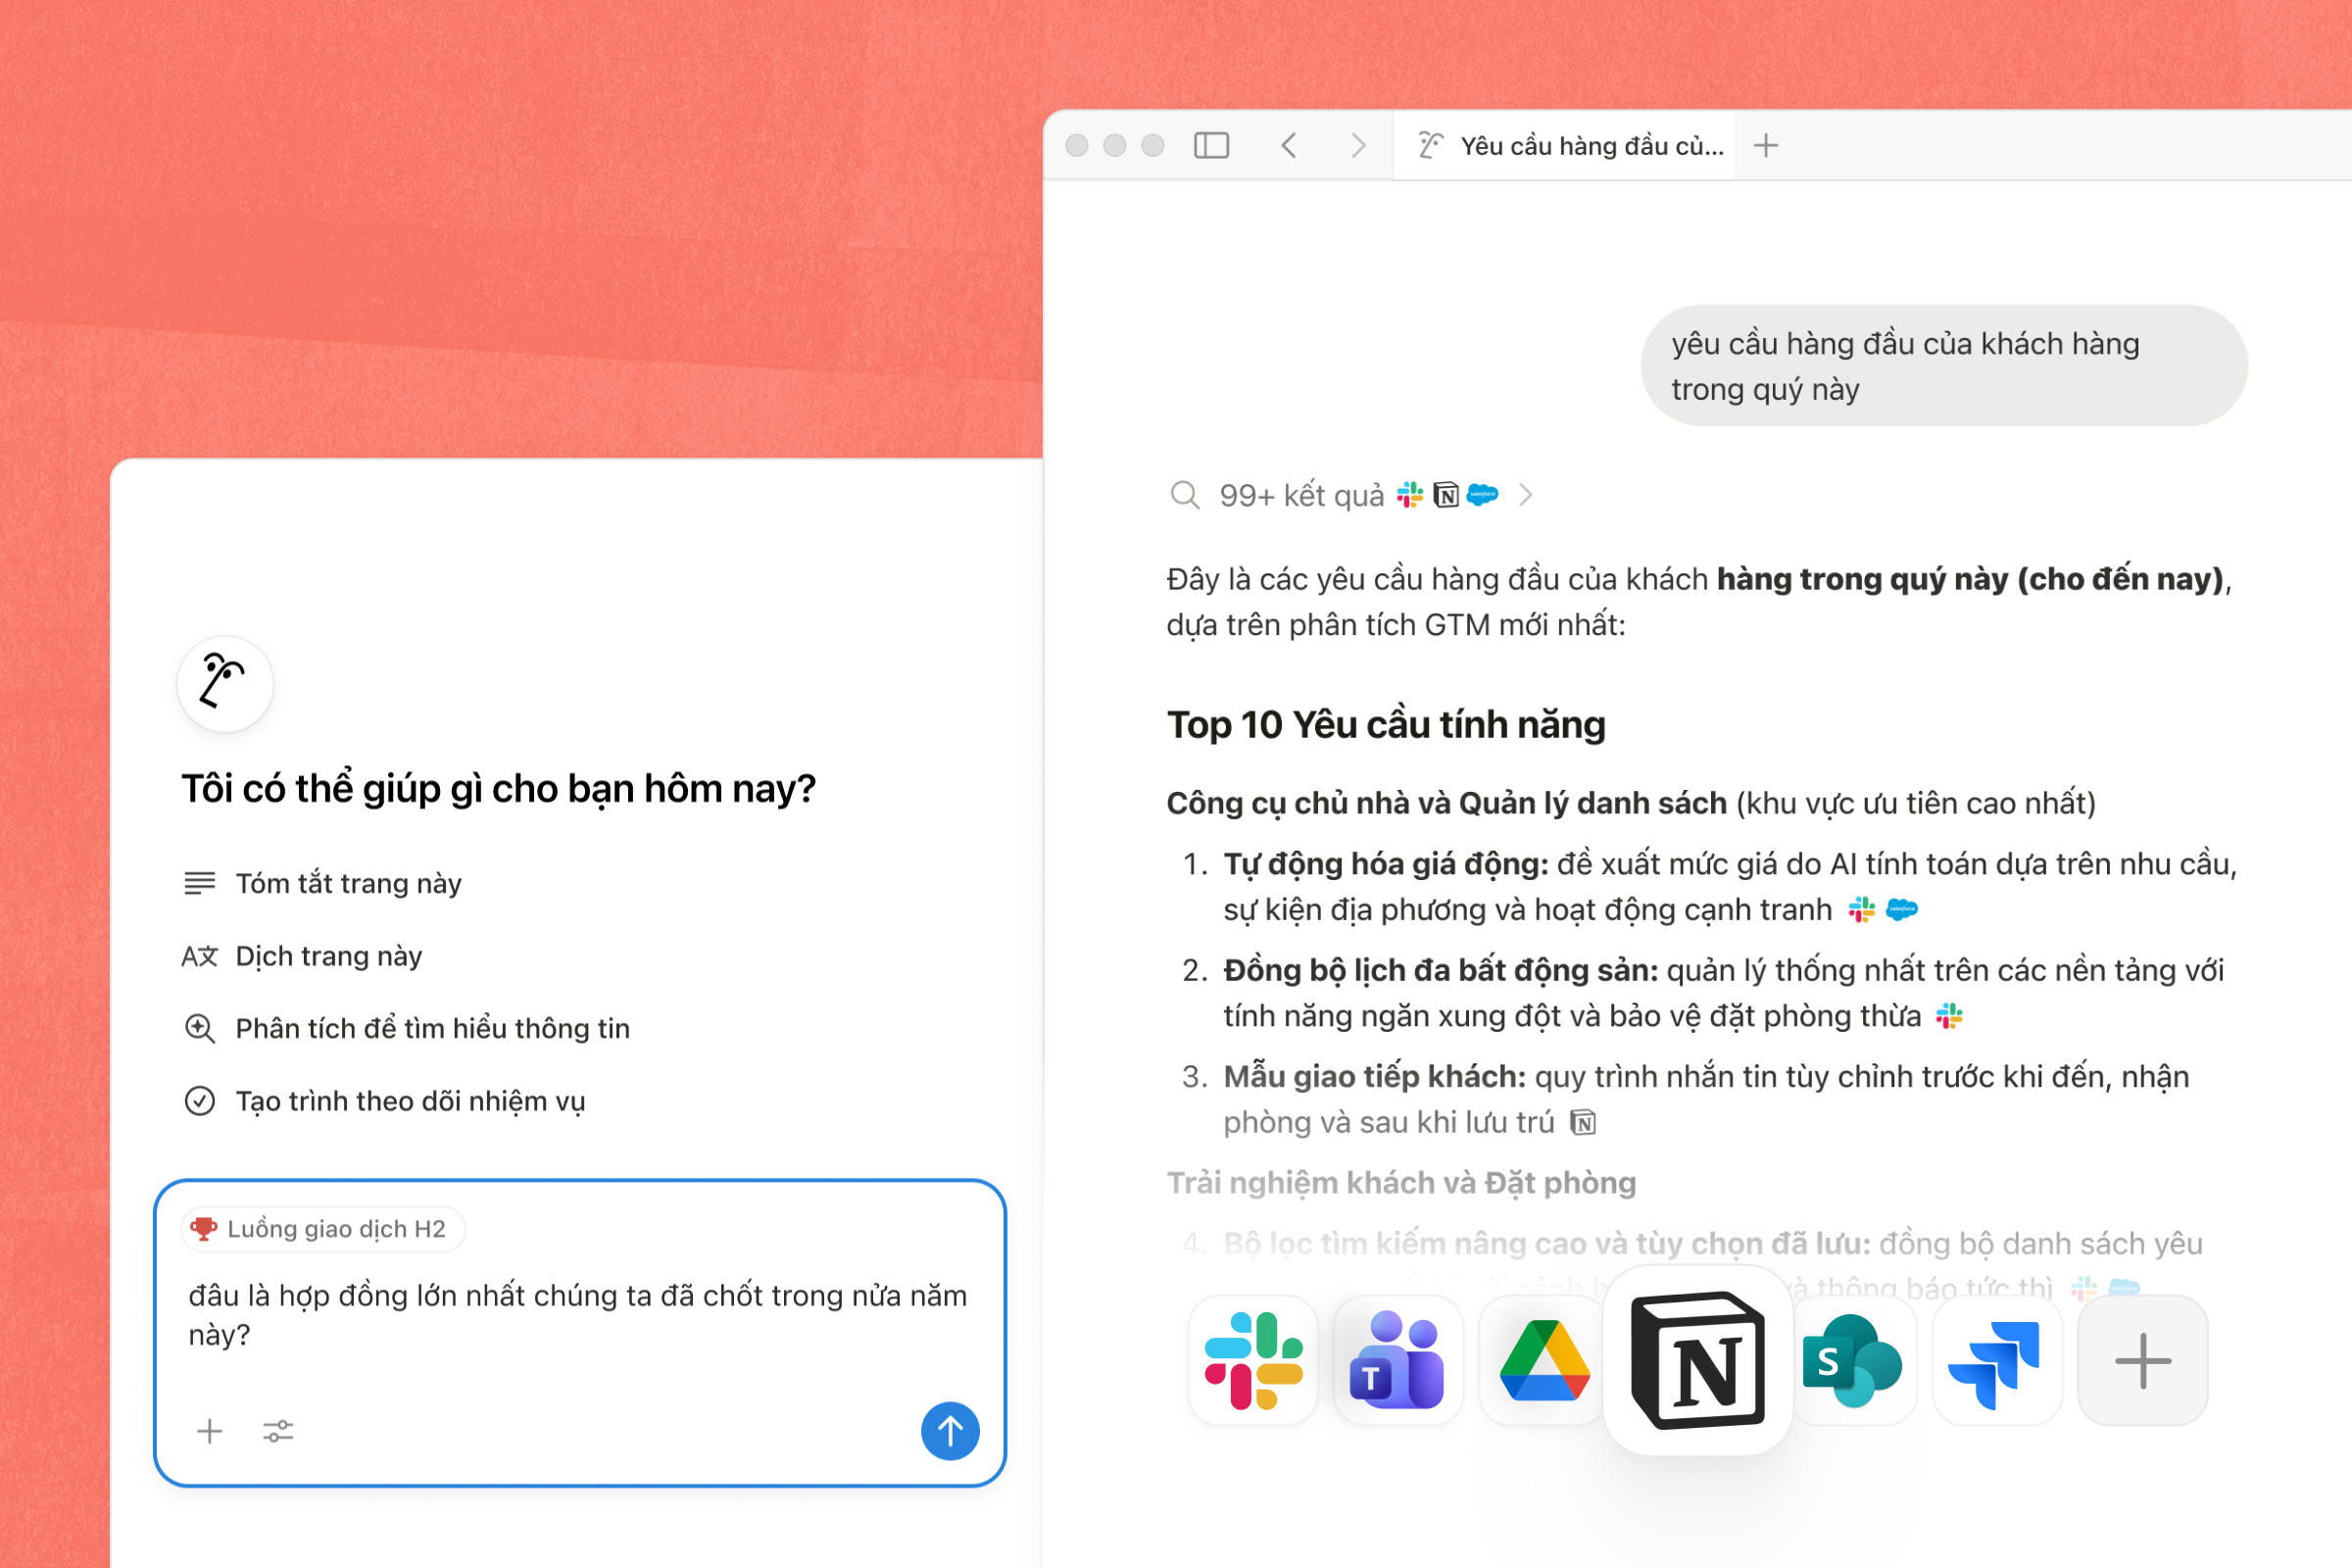 Yêu cầu hàng đầu củ...
yêu cầu hàng đầu của khách hàng
trong quý này
99+ kết quả
Đây là các yêu cầu hàng đầu của khách hàng trong quý này (cho đến nay),
dựa trên phân tích GTM mới nhất:
Top 10 Yêu cầu tính năng
Công cụ chủ nhà và Quản lý danh sách (khu vực ưu tiên cao nhất)
1. Tự động hóa giá động: đề xuất mức giá do AI tính toán dựa trên nhu cầu,
sự kiện địa phương và hoạt động cạnh tranh
2. Đồng bộ lịch đa bất động sản: quản lý thống nhất trên các nền tảng với
tính năng ngăn xung đột và bảo vệ đặt phòng thừa
3. Mẫu giao tiếp khách: quy trình nhắn tin tùy chỉnh trước khi đến, nhận
phòng và sau khi lưu trú
Trải nghiệm khách và Đặt phòng
4. Bộ lọc tìm kiếm nâng cao và tùy chọn đã lưu: đồng bộ danh sách yêu
và thông báo tức thì
Tôi có thể giúp gì cho bạn hôm nay?
Tóm tắt trang này
Dịch trang này
Phân tích để tìm hiểu thông tin
Tạo trình theo dõi nhiệm vụ
Luồng giao dịch H2
đâu là hợp đồng lớn nhất chúng ta đã chốt trong nửa năm
này?